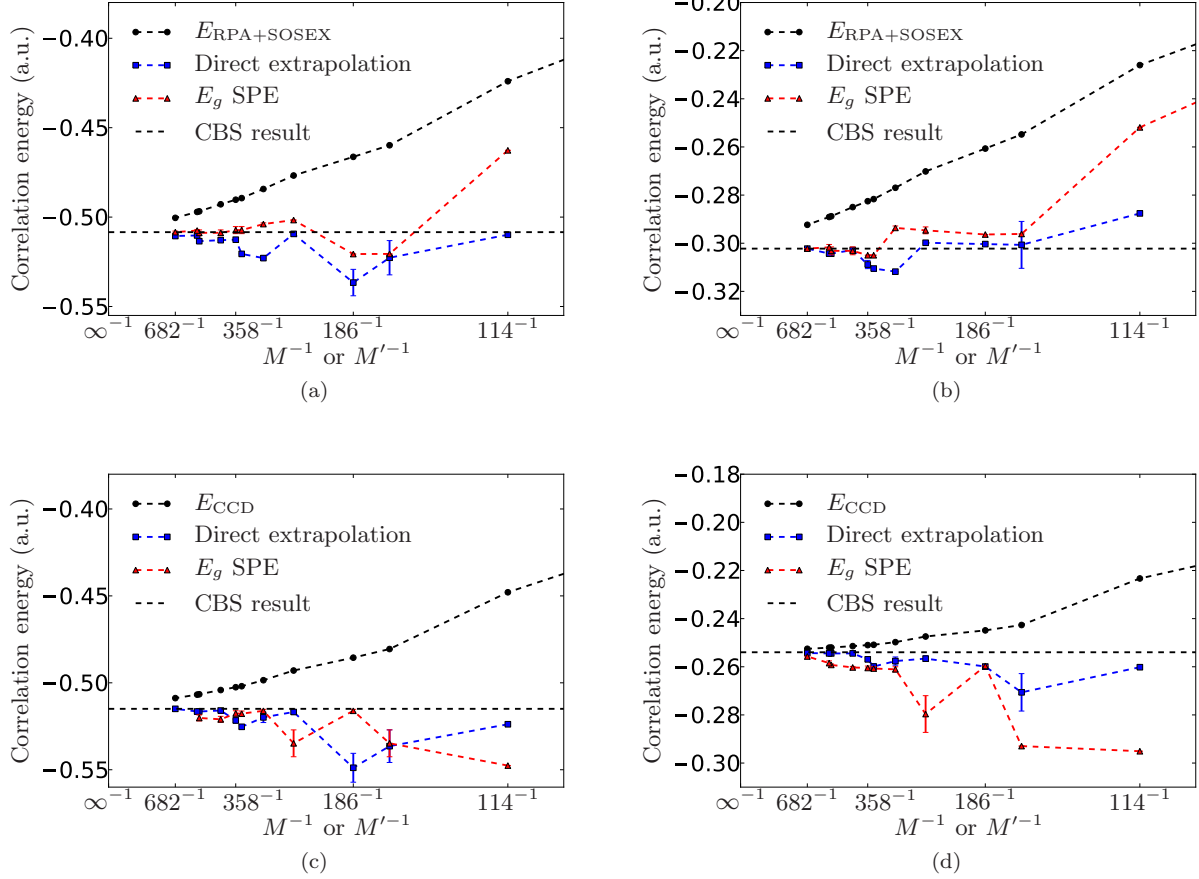 −0.40
−0.45
−0.50
−0.55
Correlation energy (a.u.)
E_RPA+SOSEX
Direct extrapolation
E_g SPE
CBS result
∞⁻¹ 682⁻¹ 358⁻¹ 186⁻¹ 114⁻¹
M⁻¹ or M′⁻¹
(a)
−0.20
−0.22
−0.24
−0.26
−0.28
−0.30
−0.32
Correlation energy (a.u.)
E_RPA+SOSEX
Direct extrapolation
E_g SPE
CBS result
∞⁻¹ 682⁻¹ 358⁻¹ 186⁻¹ 114⁻¹
M⁻¹ or M′⁻¹
(b)
−0.40
−0.45
−0.50
−0.55
Correlation energy (a.u.)
E_CCD
Direct extrapolation
E_g SPE
CBS result
∞⁻¹ 682⁻¹ 358⁻¹ 186⁻¹ 114⁻¹
M⁻¹ or M′⁻¹
(c)
−0.18
−0.20
−0.22
−0.24
−0.26
−0.28
−0.30
Correlation energy (a.u.)
E_CCD
Direct extrapolation
E_g SPE
CBS result
∞⁻¹ 682⁻¹ 358⁻¹ 186⁻¹ 114⁻¹
M⁻¹ or M′⁻¹
(d)